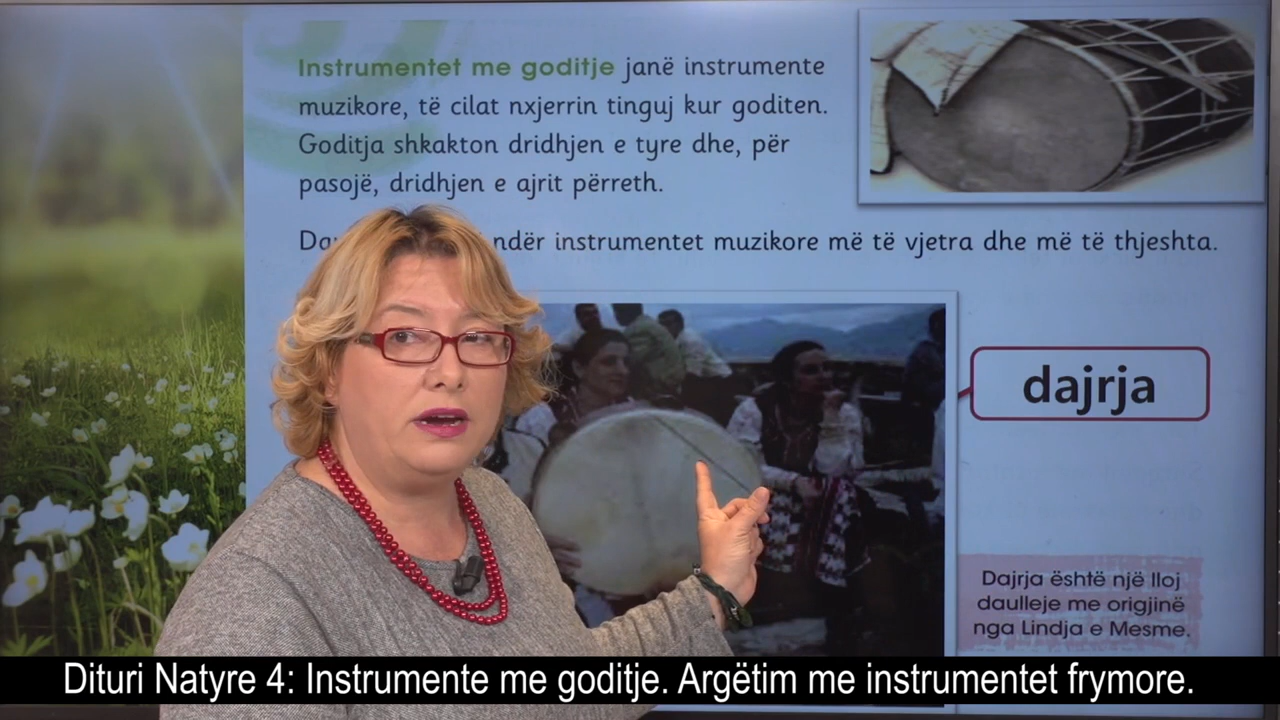 Instrumentet me goditje janë instrumente
muzikore, të cilat nxjerrin tinguj kur goditen.
Goditja shkakton dridhjen e tyre dhe, për
pasojë, dridhjen e ajrit përreth.
ndër instrumentet muzikore më të vjetra dhe më të thjeshta.
dajrja
Dajrja është një lloj
daulleje me origjinë
nga Lindja e Mesme.
Dituri Natyre 4: Instrumente me goditje. Argëtim me instrumentet frymore.